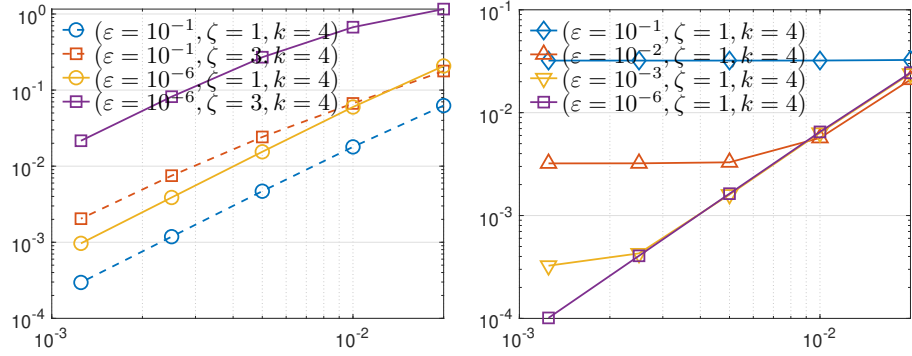 10^0
10^-1
10^-2
10^-3
10^-4
10^-3
10^-2
(ε = 10^-1, ζ = 1, k = 4)
(ε = 10^-1, ζ = 3, k = 4)
(ε = 10^-6, ζ = 1, k = 4)
(ε = 10^-6, ζ = 3, k = 4)
10^-1
10^-2
10^-3
10^-4
10^-3
10^-2
(ε = 10^-1, ζ = 1, k = 4)
(ε = 10^-2, ζ = 1, k = 4)
(ε = 10^-3, ζ = 1, k = 4)
(ε = 10^-6, ζ = 1, k = 4)